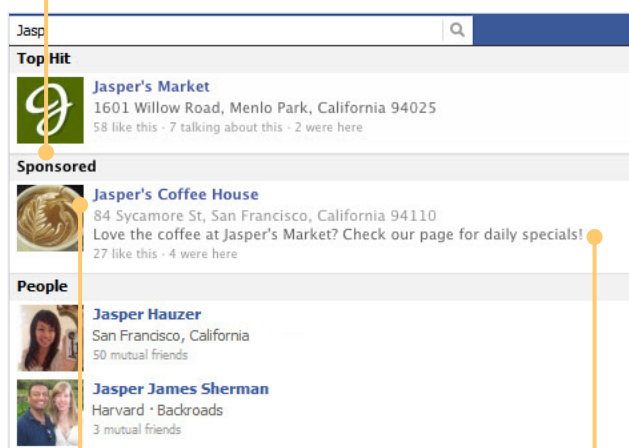 Jasp
Top Hit
Jasper's Market
1601 Willow Road, Menlo Park, California 94025
58 like this · 7 talking about this · 2 were here
Sponsored
Jasper's Coffee House
84 Sycamore St, San Francisco, California 94110
Love the coffee at Jasper's Market? Check our page for daily specials!
27 like this · 4 were here
People
Jasper Hauzer
San Francisco, California
50 mutual friends
Jasper James Sherman
Harvard · Backroads
3 mutual friends